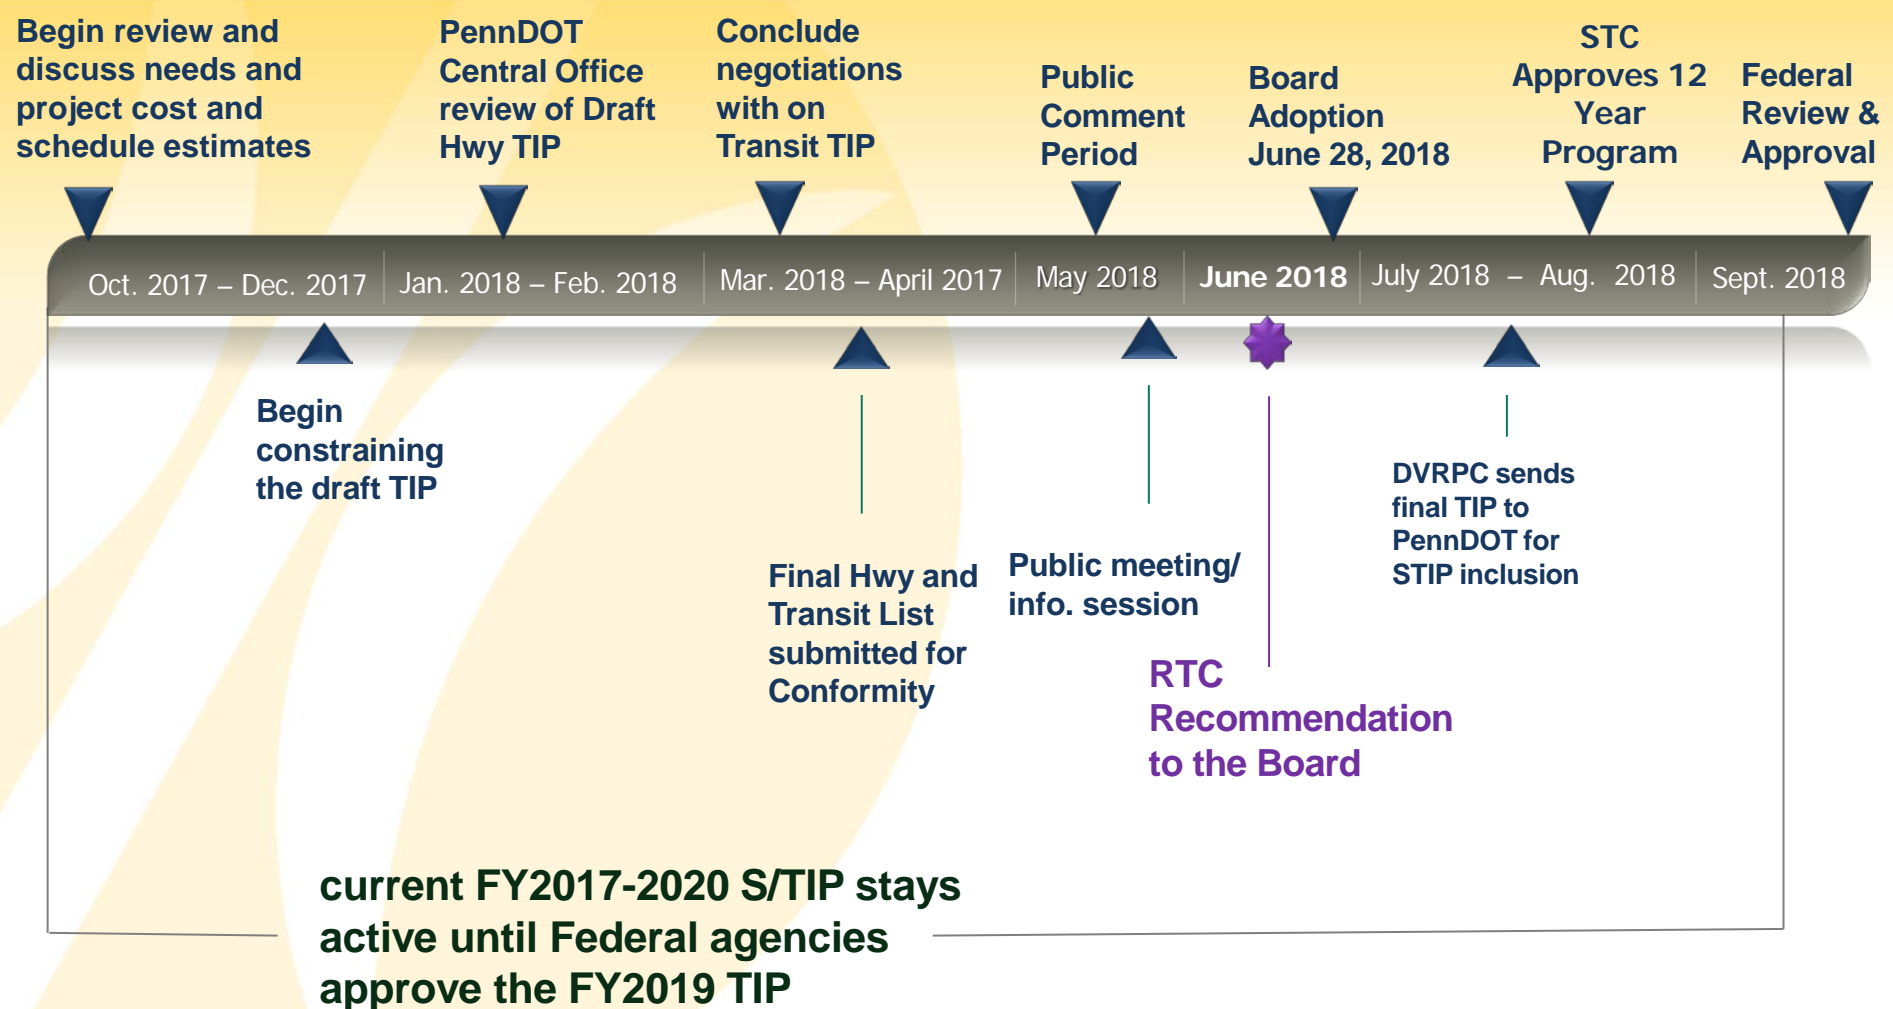 Begin review and
discuss needs and
project cost and
schedule estimates
PennDOT
Central Office
review of Draft
Hwy TIP
Conclude
negotiations
with on
Transit TIP
Public
Comment
Period
Board
Adoption
June 28, 2018
STC
Approves 12
Year
Program
Federal
Review &
Approval
Oct. 2017 – Dec. 2017
Jan. 2018 – Feb. 2018
Mar. 2018 – April 2017
May 2018
June 2018
July 2018 – Aug. 2018
Sept. 2018
Begin
constraining
the draft TIP
Final Hwy and
Transit List
submitted for
Conformity
Public meeting/
info. session
RTC
Recommendation
to the Board
DVRPC sends
final TIP to
PennDOT for
STIP inclusion
current FY2017-2020 S/TIP stays
active until Federal agencies
approve the FY2019 TIP